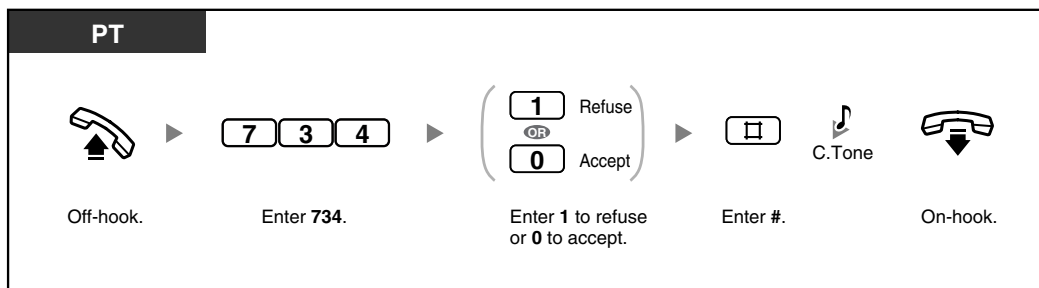 PT
1 Refuse
OR
7 3 4
0 Accept
#
C.Tone
Off-hook.
Enter 734.
Enter 1 to refuse
or 0 to accept.
Enter #.
On-hook.